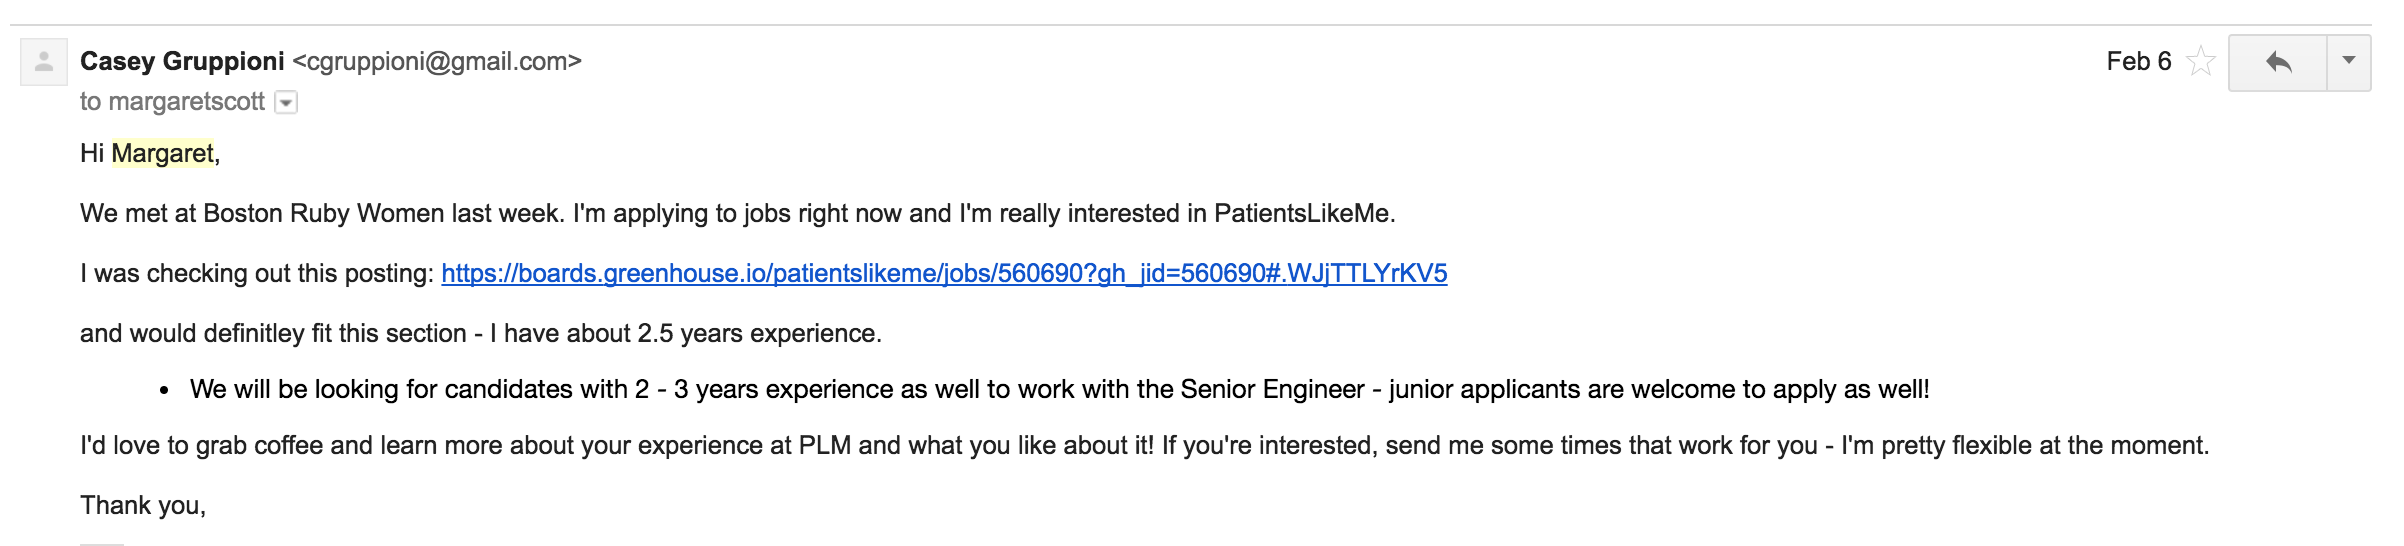 Casey Gruppioni <cgruppioni@gmail.com> Feb 6
to margaretscott
Hi Margaret,
We met at Boston Ruby Women last week. I'm applying to jobs right now and I'm really interested in PatientsLikeMe.
I was checking out this posting: https://boards.greenhouse.io/patientslikeme/jobs/560690?gh_jid=560690#.WJjTTLYrKV5
and would definitley fit this section - I have about 2.5 years experience.
• We will be looking for candidates with 2 - 3 years experience as well to work with the Senior Engineer - junior applicants are welcome to apply as well!
I'd love to grab coffee and learn more about your experience at PLM and what you like about it! If you're interested, send me some times that work for you - I'm pretty flexible at the moment.
Thank you,